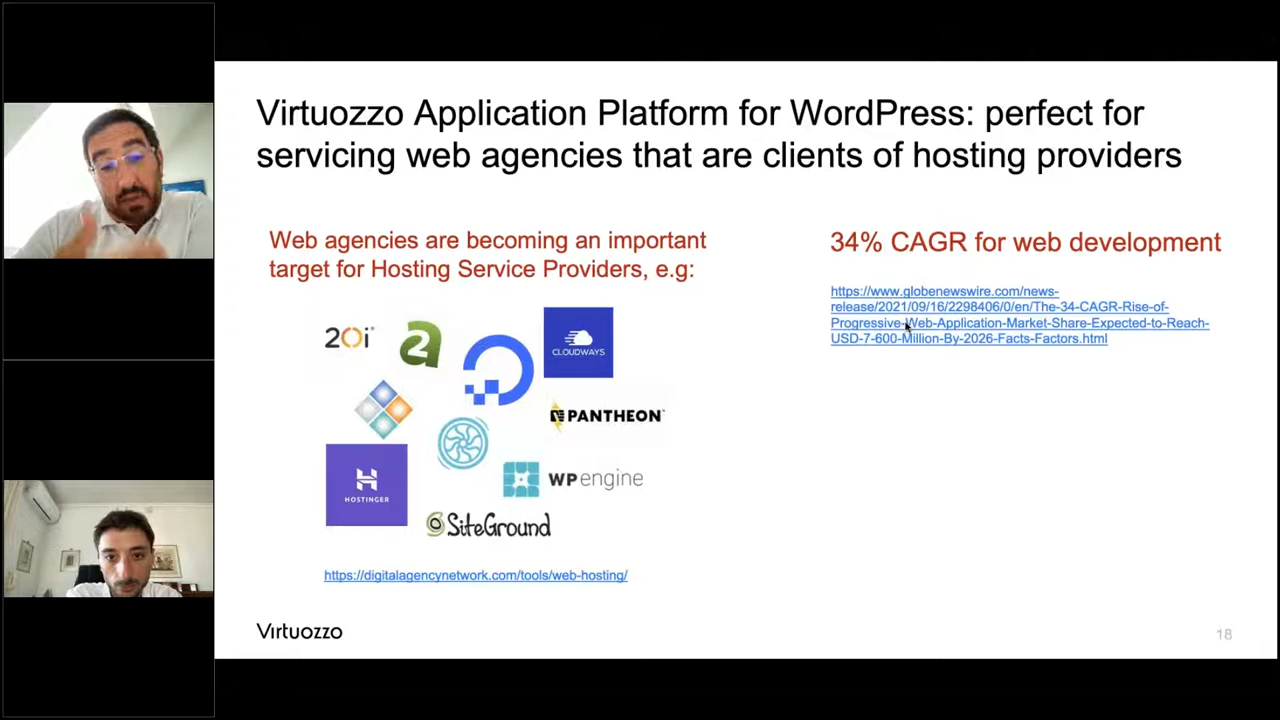 Virtuozzo Application Platform for WordPress: perfect for
servicing web agencies that are clients of hosting providers
Web agencies are becoming an important
target for Hosting Service Providers, e.g:
34% CAGR for web development
https://www.globenewswire.com/news-
release/2021/09/16/2298406/0/en/The-34-CAGR-Rise-of-
Progressive-Web-Application-Market-Share-Expected-to-Reach-
USD-7-600-Million-By-2026-Facts-Factors.html
20i
a2
CLOUDWAYS
PANTHEON
HOSTINGER
WP engine
SiteGround
https://digitalagencynetwork.com/tools/web-hosting/
Virtuozzo
18